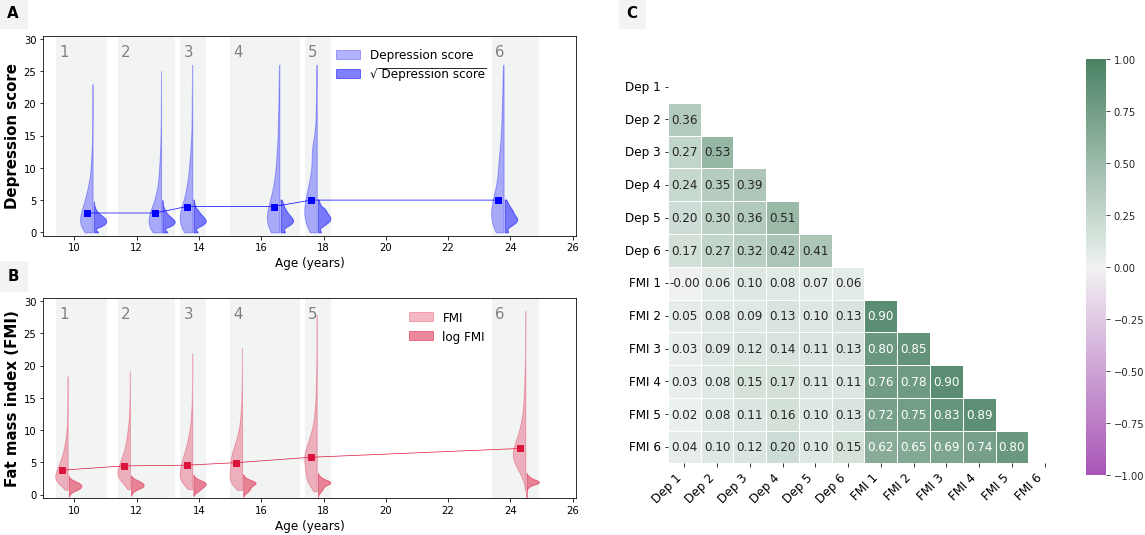 A
Depression score
30
25
20
15
10
5
0
1 2 3 4 5 6
Depression score
√Depression score
10 12 14 16 18 20 22 24 26
Age (years)
B
Fat mass index (FMI)
30
25
20
15
10
5
0
1 2 3 4 5 6
FMI
log FMI
10 12 14 16 18 20 22 24 26
Age (years)
C
Dep 1
Dep 2 0.36
Dep 3 0.27 0.53
Dep 4 0.24 0.35 0.39
Dep 5 0.20 0.30 0.36 0.51
Dep 6 0.17 0.27 0.32 0.42 0.41
FMI 1 -0.00 0.06 0.10 0.08 0.07 0.06
FMI 2 0.05 0.08 0.09 0.13 0.10 0.13 0.90
FMI 3 0.03 0.09 0.12 0.14 0.11 0.13 0.80 0.85
FMI 4 0.03 0.08 0.15 0.17 0.11 0.11 0.76 0.78 0.90
FMI 5 0.02 0.08 0.11 0.16 0.10 0.13 0.72 0.75 0.83 0.89
FMI 6 0.04 0.10 0.12 0.20 0.10 0.15 0.62 0.65 0.69 0.74 0.80
Dep 1 Dep 2 Dep 3 Dep 4 Dep 5 Dep 6 FMI 1 FMI 2 FMI 3 FMI 4 FMI 5 FMI 6
1.00
0.75
0.50
0.25
0.00
−0.25
−0.50
−0.75
−1.00